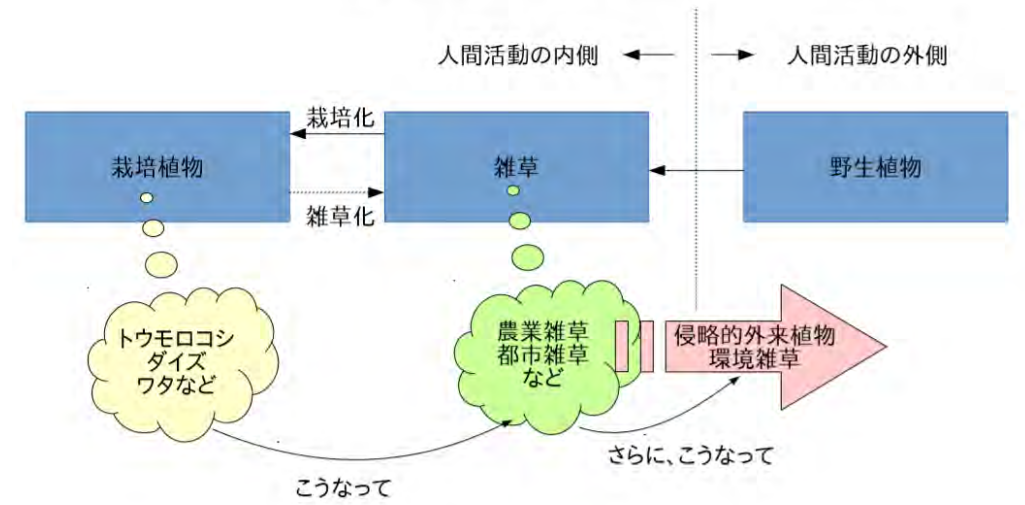 人間活動の内側
人間活動の外側
栽培植物
栽培化
雑草化
雑草
野生植物
トウモロコシ
ダイズ
ワタなど
農業雑草
都市雑草
など
侵略的外来植物
環境雑草
こうなって
さらに、こうなって